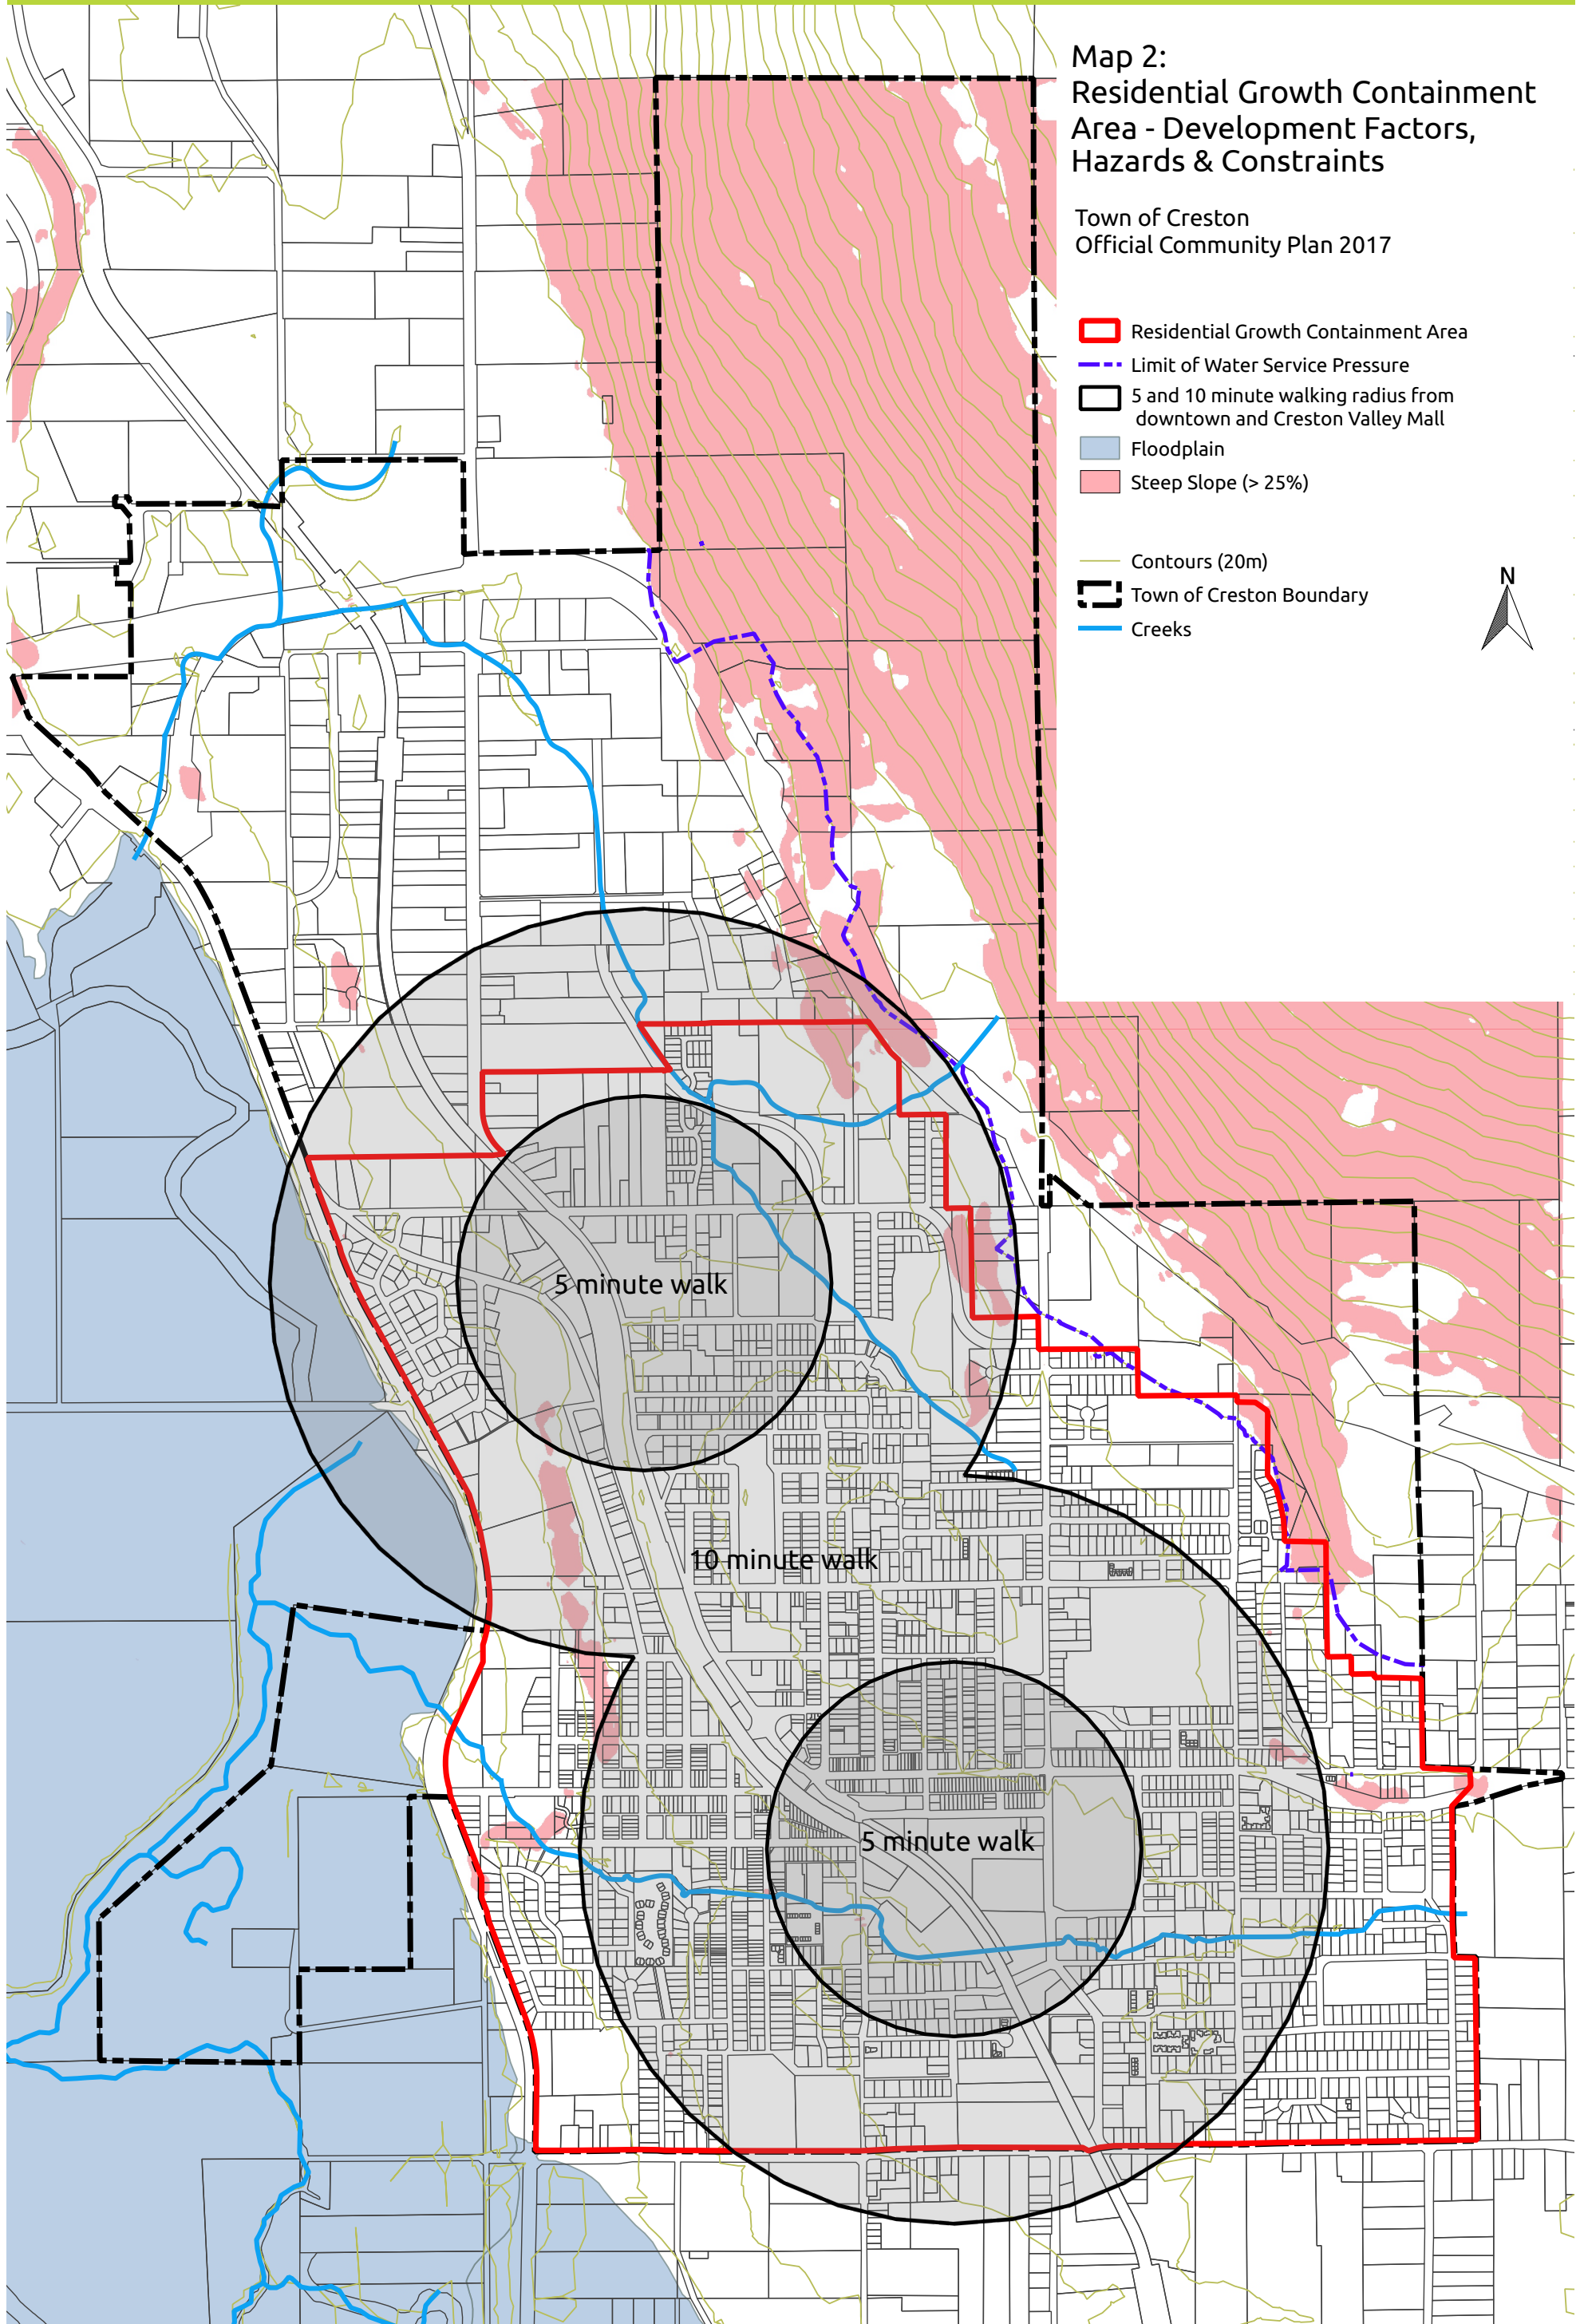 Map 2:
Residential Growth Containment
Area - Development Factors,
Hazards & Constraints
Town of Creston
Official Community Plan 2017
Residential Growth Containment Area
Limit of Water Service Pressure
5 and 10 minute walking radius from
downtown and Creston Valley Mall
Floodplain
Steep Slope (> 25%)
Contours (20m)
Town of Creston Boundary
Creeks
N
5 minute walk
10 minute walk
5 minute walk